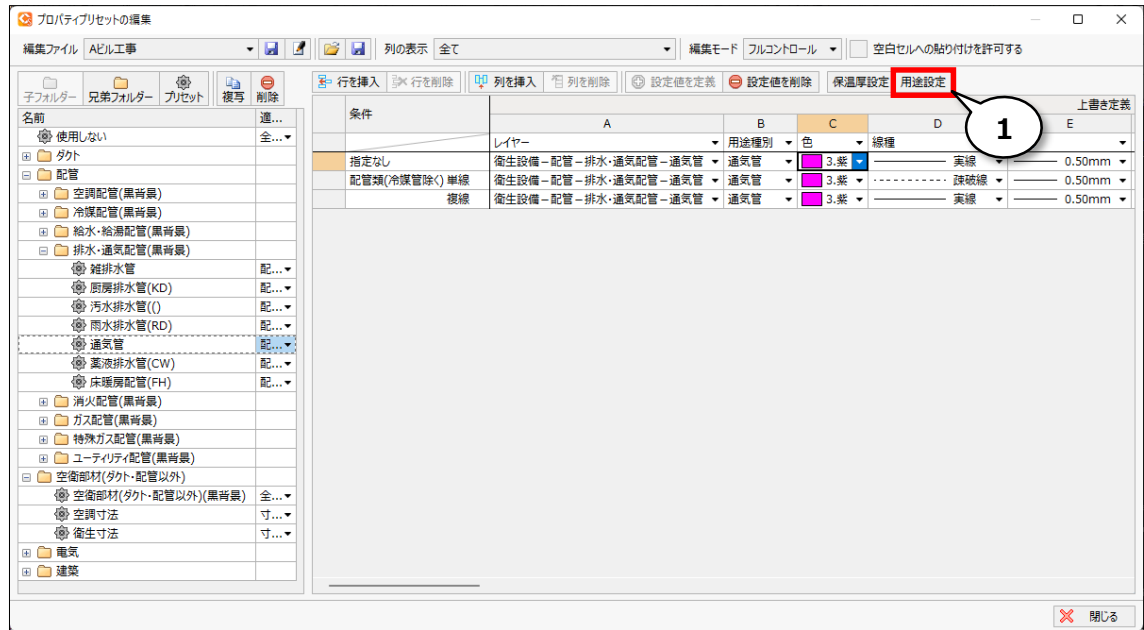 プロパティプリセットの編集
編集ファイル Aビル工事 列の表示 全て 編集モード フルコントロール 空白セルへの貼り付けを許可する
子フォルダー 兄弟フォルダー プリセット 複写 削除 行を挿入 行を削除 列を挿入 列を削除 設定値を定義 設定値を削除 保温厚設定 用途設定
1
名前 適...
使用しない 全...
ダクト
配管
空調配管(黒背景)
冷媒配管(黒背景)
給水・給湯配管(黒背景)
排水・通気配管(黒背景)
雑排水管 配...
厨房排水管(KD) 配...
汚水排水管(() 配...
雨水排水管(RD) 配...
通気管 配...
薬液排水管(CW) 配...
床暖房配管(FH) 配...
消火配管(黒背景)
ガス配管(黒背景)
特殊ガス配管(黒背景)
ユーティリティ配管(黒背景)
空衛部材(ダクト・配管以外)
空衛部材(ダクト・配管以外)(黒背景) 全...
空調寸法 寸...
衛生寸法 寸...
電気
建築
上書き定義
条件 A B C D E
レイヤー 用途種別 色 線種
指定なし 衛生設備－配管－排水・通気配管－通気管 通気管 3.紫 実線 0.50mm
配管類(冷媒管除く) 単線 衛生設備－配管－排水・通気配管－通気管 通気管 3.紫 疎破線 0.50mm
複線 衛生設備－配管－排水・通気配管－通気管 通気管 3.紫 実線 0.50mm
閉じる